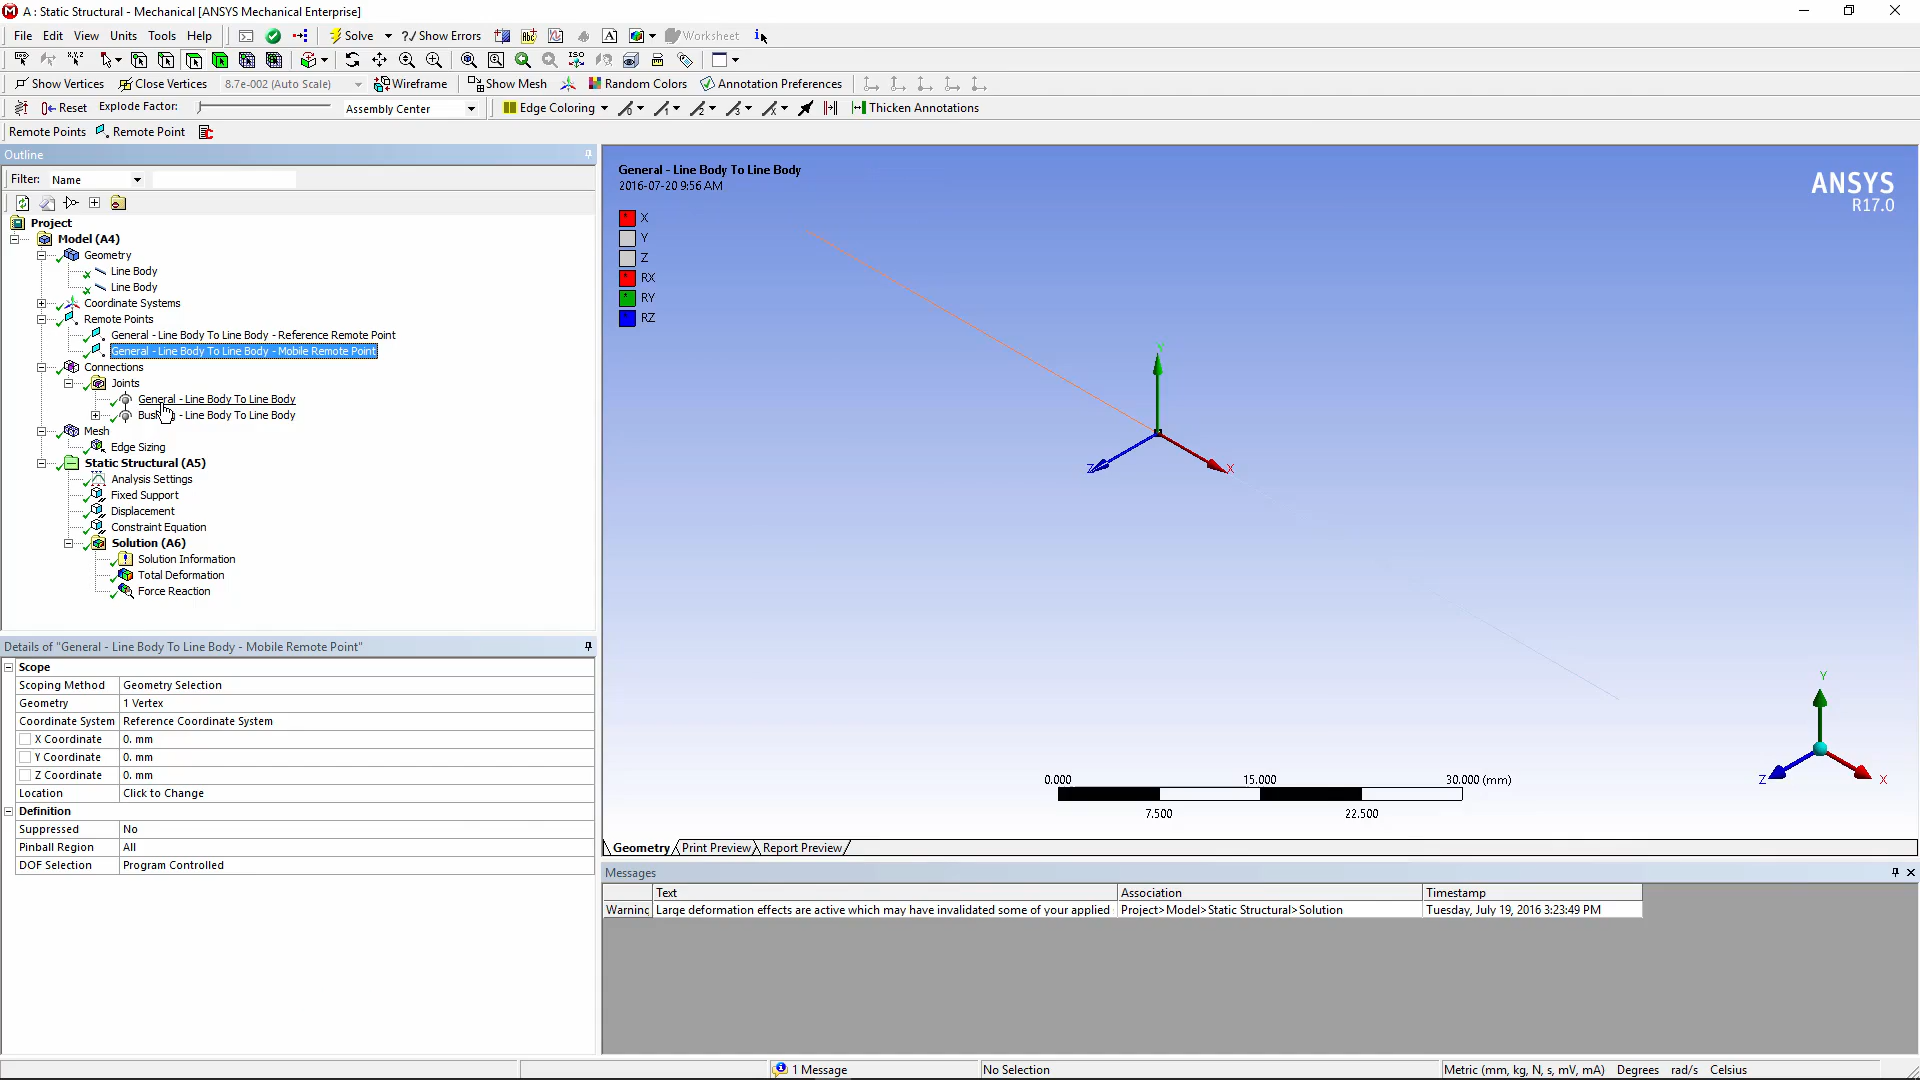 A : Static Structural - Mechanical [ANSYS Mechanical Enterprise]
File Edit View Units Tools Help Solve ?/ Show Errors Worksheet
Show Vertices Close Vertices 8.7e-002 (Auto Scale) Wireframe Show Mesh Random Colors Annotation Preferences
Reset Explode Factor: Assembly Center Edge Coloring Thicken Annotations
Remote Points Remote Point
Outline
Filter: Name
Project
Model (A4)
Geometry
Line Body
Line Body
Coordinate Systems
Remote Points
General - Line Body To Line Body - Reference Remote Point
General - Line Body To Line Body - Mobile Remote Point
Connections
Joints
General - Line Body To Line Body
- Line Body To Line Body
Mesh
Edge Sizing
Static Structural (A5)
Analysis Settings
Fixed Support
Displacement
Constraint Equation
Solution (A6)
Solution Information
Total Deformation
Force Reaction
Details of "General - Line Body To Line Body - Mobile Remote Point"
Scope
Scoping Method Geometry Selection
Geometry 1 Vertex
Coordinate System Reference Coordinate System
X Coordinate 0. mm
Y Coordinate 0. mm
Z Coordinate 0. mm
Location Click to Change
Definition
Suppressed No
Pinball Region All
DOF Selection Program Controlled
General - Line Body To Line Body
2016-07-20 9:56 AM
X
Y
Z
RX
RY
RZ
ANSYS
R17.0
Y
Z
X
Y
Z
X
0.000 15.000 30.000 (mm)
7.500 22.500
Geometry Print Preview Report Preview
Messages
Text Association Timestamp
Warning Large deformation effects are active which may have invalidated some of your applied Project>Model>Static Structural>Solution Tuesday, July 19, 2016 3:23:49 PM
1 Message No Selection Metric (mm, kg, N, s, mV, mA) Degrees rad/s Celsius